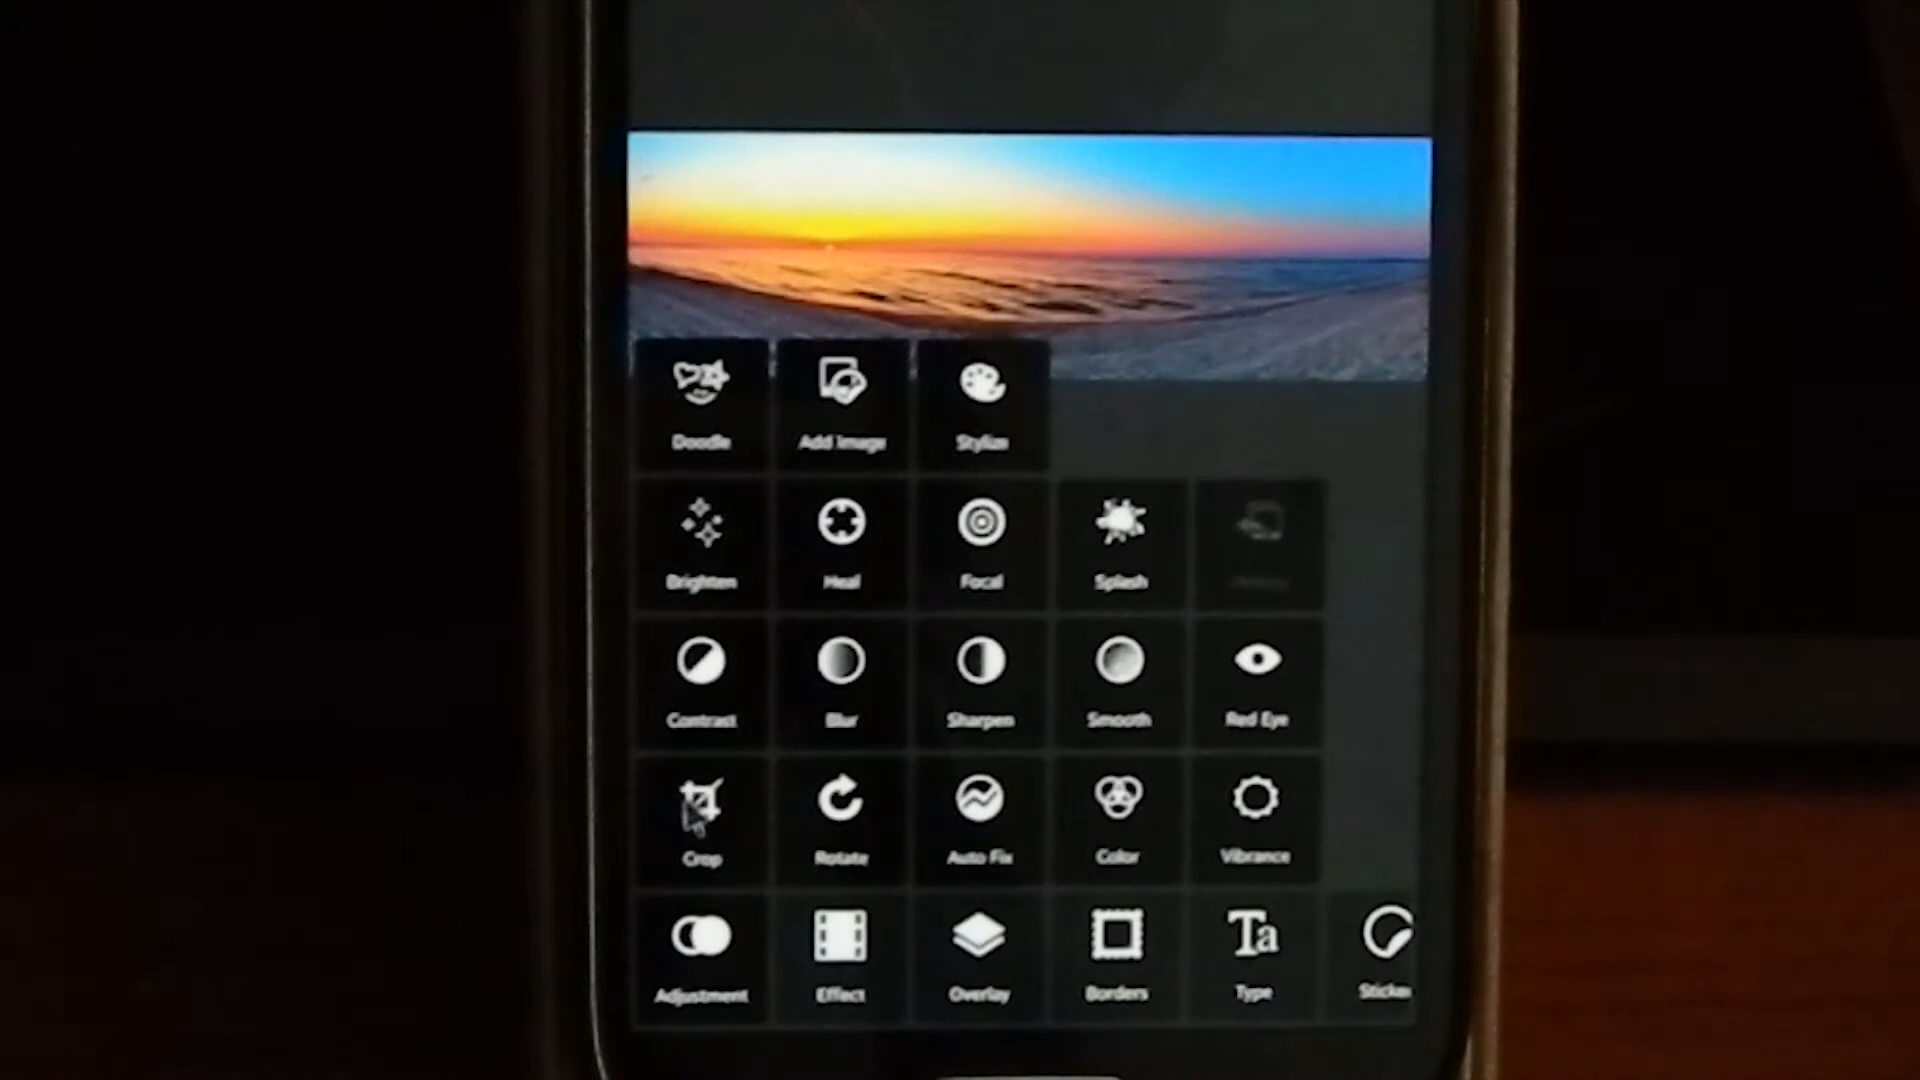 Doodle Add Image Stylize
Brighten Heal Focal Splash
Contrast Blur Sharpen Smooth Red Eye
Crop Rotate Auto Fix Color Vibrance
Adjustment Effect Overlay Borders Type Sticker